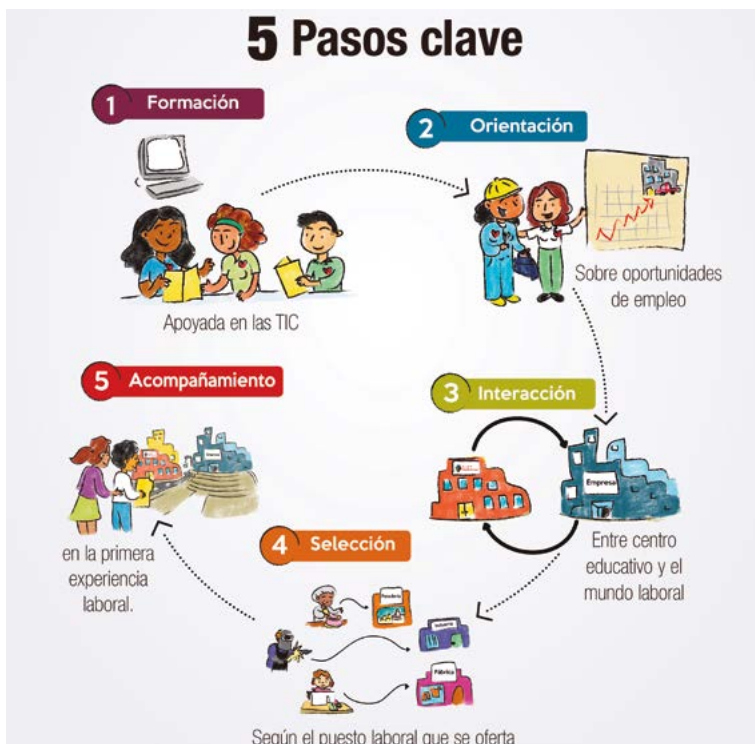 5 Pasos clave
1 Formación
Apoyada en las TIC
2 Orientación
Sobre oportunidades
de empleo
3 Interacción
Empresa
Entre centro
educativo y el
mundo laboral
4 Selección
Panadería
Industria
Fábrica
Según el puesto laboral que se oferta
5 Acompañamiento
en la primera
experiencia
laboral.